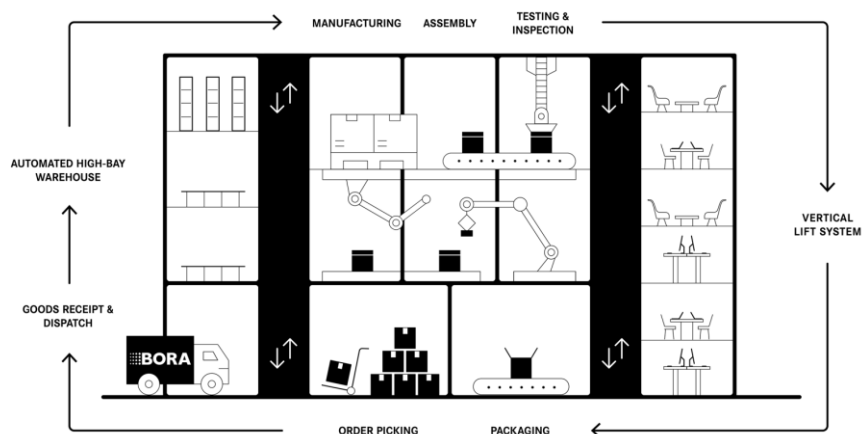 MANUFACTURING
ASSEMBLY
TESTING &
INSPECTION
AUTOMATED HIGH-BAY
WAREHOUSE
VERTICAL
LIFT SYSTEM
GOODS RECEIPT &
DISPATCH
BORA
ORDER PICKING
PACKAGING